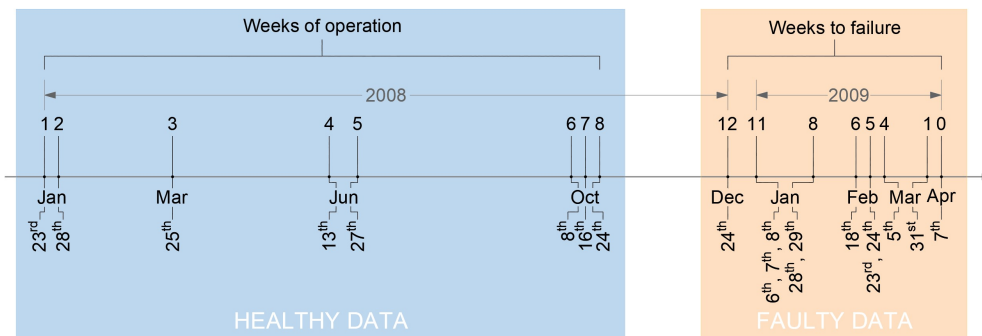 Weeks of operation
Weeks to failure
2008
2009
1 2 3 4 5 6 7 8 12 11 8 6 5 4 1 0
Jan Mar Jun Oct Dec Jan Feb Mar Apr
23rd 28th 25th 13th 27th 8th 16th 24th 24th 6th, 7th, 8th 28th, 29th 18th 23rd, 24th 5th 31st 7th
HEALTHY DATA
FAULTY DATA